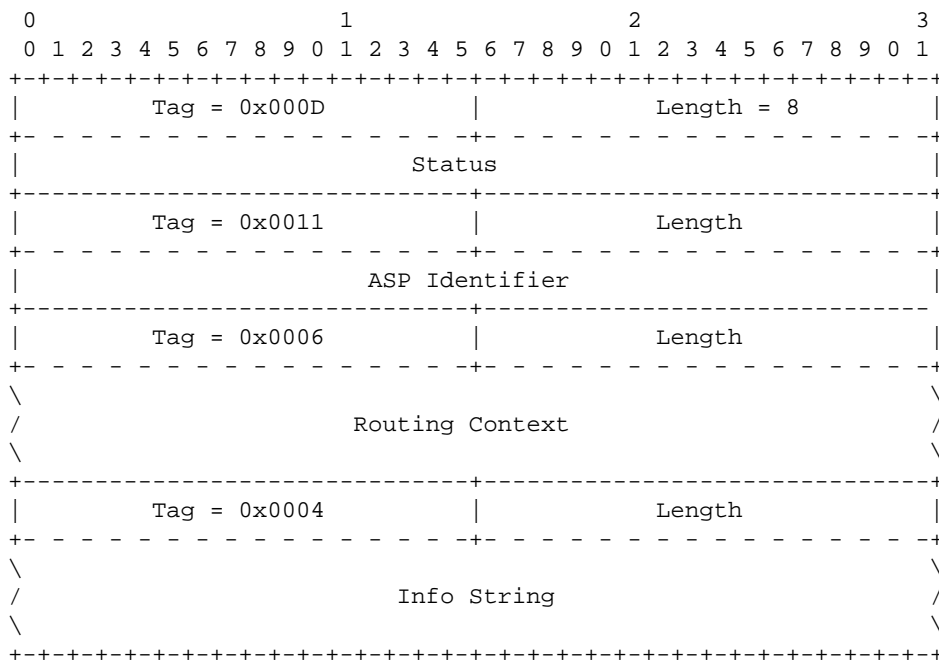 0                   1                   2                   3
 0 1 2 3 4 5 6 7 8 9 0 1 2 3 4 5 6 7 8 9 0 1 2 3 4 5 6 7 8 9 0 1
+-+-+-+-+-+-+-+-+-+-+-+-+-+-+-+-+-+-+-+-+-+-+-+-+-+-+-+-+-+-+-+-+
|         Tag = 0x000D          |            Length = 8         |
+- - - - - - - - - - - - - - - -+- - - - - - - - - - - - - - - -+
|                           Status                              |
+-------------------------------+-------------------------------+
|         Tag = 0x0011          |            Length             |
+- - - - - - - - - - - - - - - -+- - - - - - - - - - - - - - - -+
|                        ASP Identifier                         |
+-------------------------------+-------------------------------
|         Tag = 0x0006          |            Length             |
+- - - - - - - - - - - - - - - -+- - - - - - - - - - - - - - - -+
\                                                               \
/                       Routing Context                         /
\                                                               \
+-------------------------------+-------------------------------+
|         Tag = 0x0004          |            Length             |
+- - - - - - - - - - - - - - - -+- - - - - - - - - - - - - - - -+
\                                                               \
/                          Info String                          /
\                                                               \
+-+-+-+-+-+-+-+-+-+-+-+-+-+-+-+-+-+-+-+-+-+-+-+-+-+-+-+-+-+-+-+-+